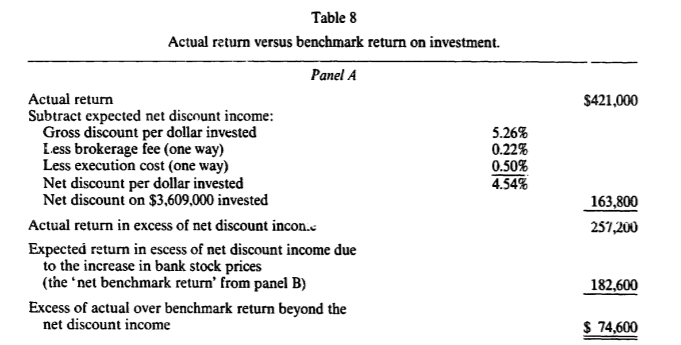 Table 8
Actual return versus benchmark return on investment.
Panel A
Actual return $421,000
Subtract expected net discount income:
Gross discount per dollar invested 5.26%
Less brokerage fee (one way) 0.22%
Less execution cost (one way) 0.50%
Net discount per dollar invested 4.54%
Net discount on $3,609,000 invested 163,800
Actual return in excess of net discount 257,200
Expected return in escess of net discount income due
to the increase in bank stock prices
(the ‘net benchmark return’ from panel B) 182,600
Excess of actual over benchmark return beyond the
net discount income $ 74,600